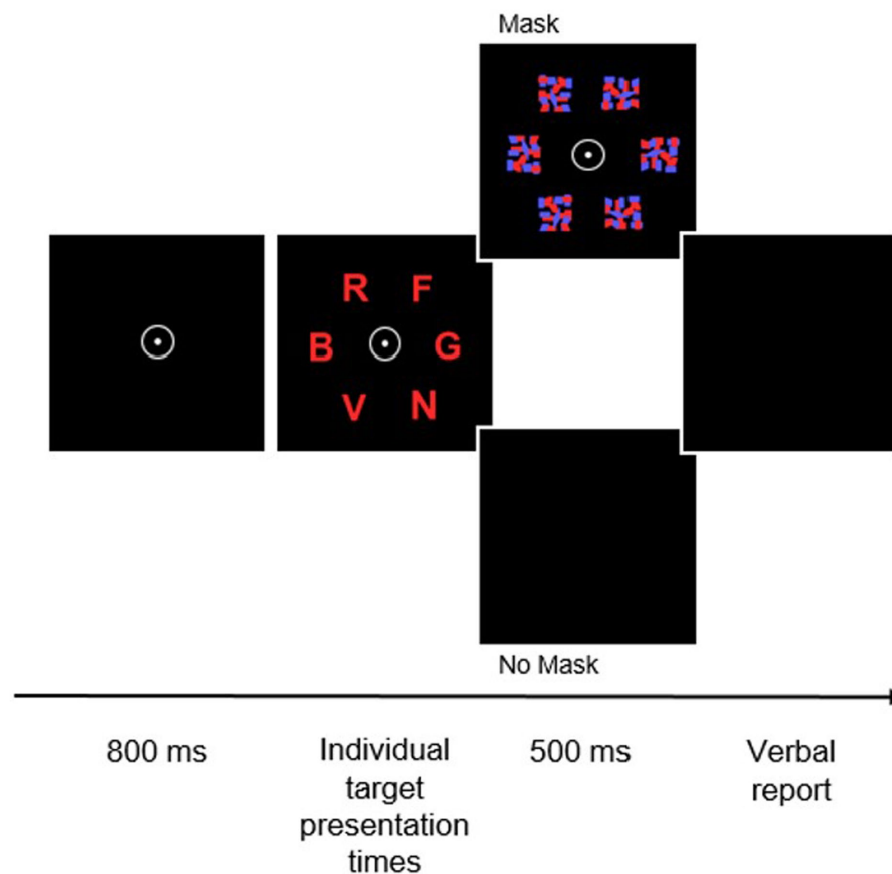 Mask
R F
B G
V N
No Mask
800 ms
Individual
target
presentation
times
500 ms
Verbal
report